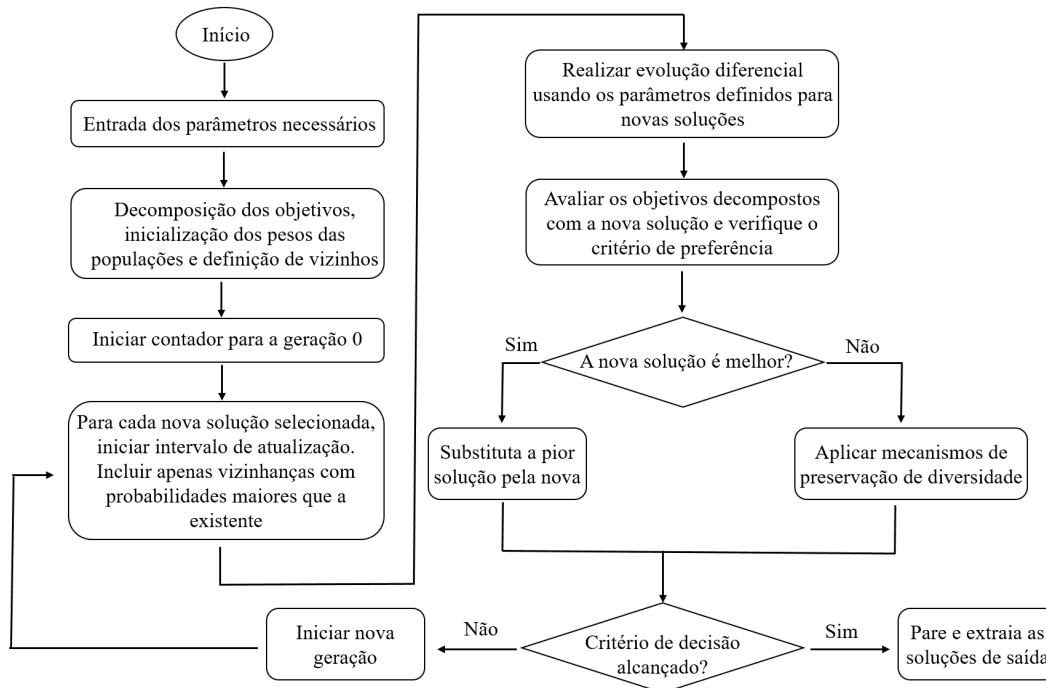 Início
Entrada dos parâmetros necessários
Decomposição dos objetivos,
inicialização dos pesos das
populações e definição de vizinhos
Iniciar contador para a geração 0
Para cada nova solução selecionada,
iniciar intervalo de atualização.
Incluir apenas vizinhanças com
probabilidades maiores que a
existente
Realizar evolução diferencial
usando os parâmetros definidos para
novas soluções
Avaliar os objetivos decompostos
com a nova solução e verifique o
critério de preferência
A nova solução é melhor?
Sim
Não
Substituta a pior
solução pela nova
Aplicar mecanismos de
preservação de diversidade
Critério de decisão
alcançado?
Não
Sim
Iniciar nova
geração
Pare e extraia as
soluções de saída